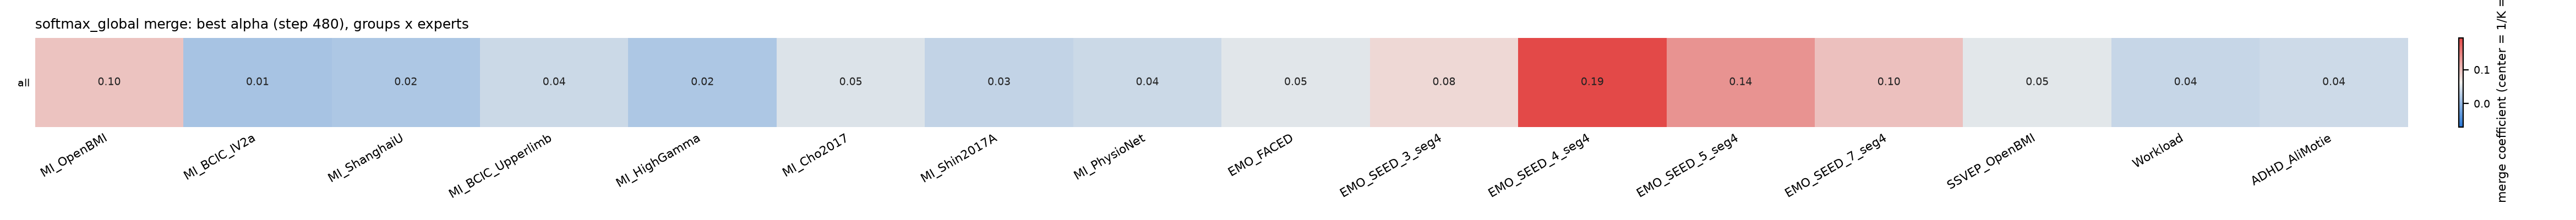 softmax_global merge: best alpha (step 480), groups x experts
all
0.10 0.01 0.02 0.04 0.02 0.05 0.03 0.04 0.05 0.08 0.19 0.14 0.10 0.05 0.04 0.04
MI_OpenBMI MI_BCIC_IV2a MI_ShanghaiU MI_BCIC_Upperlimb MI_HighGamma MI_Cho2017 MI_Shin2017A MI_PhysioNet EMO_FACED EMO_SEED_3_seg4 EMO_SEED_4_seg4 EMO_SEED_5_seg4 EMO_SEED_7_seg4 SSVEP_OpenBMI Workload ADHD_AliMotie
0.1
0.0
merge coefficient (center = 1/K =